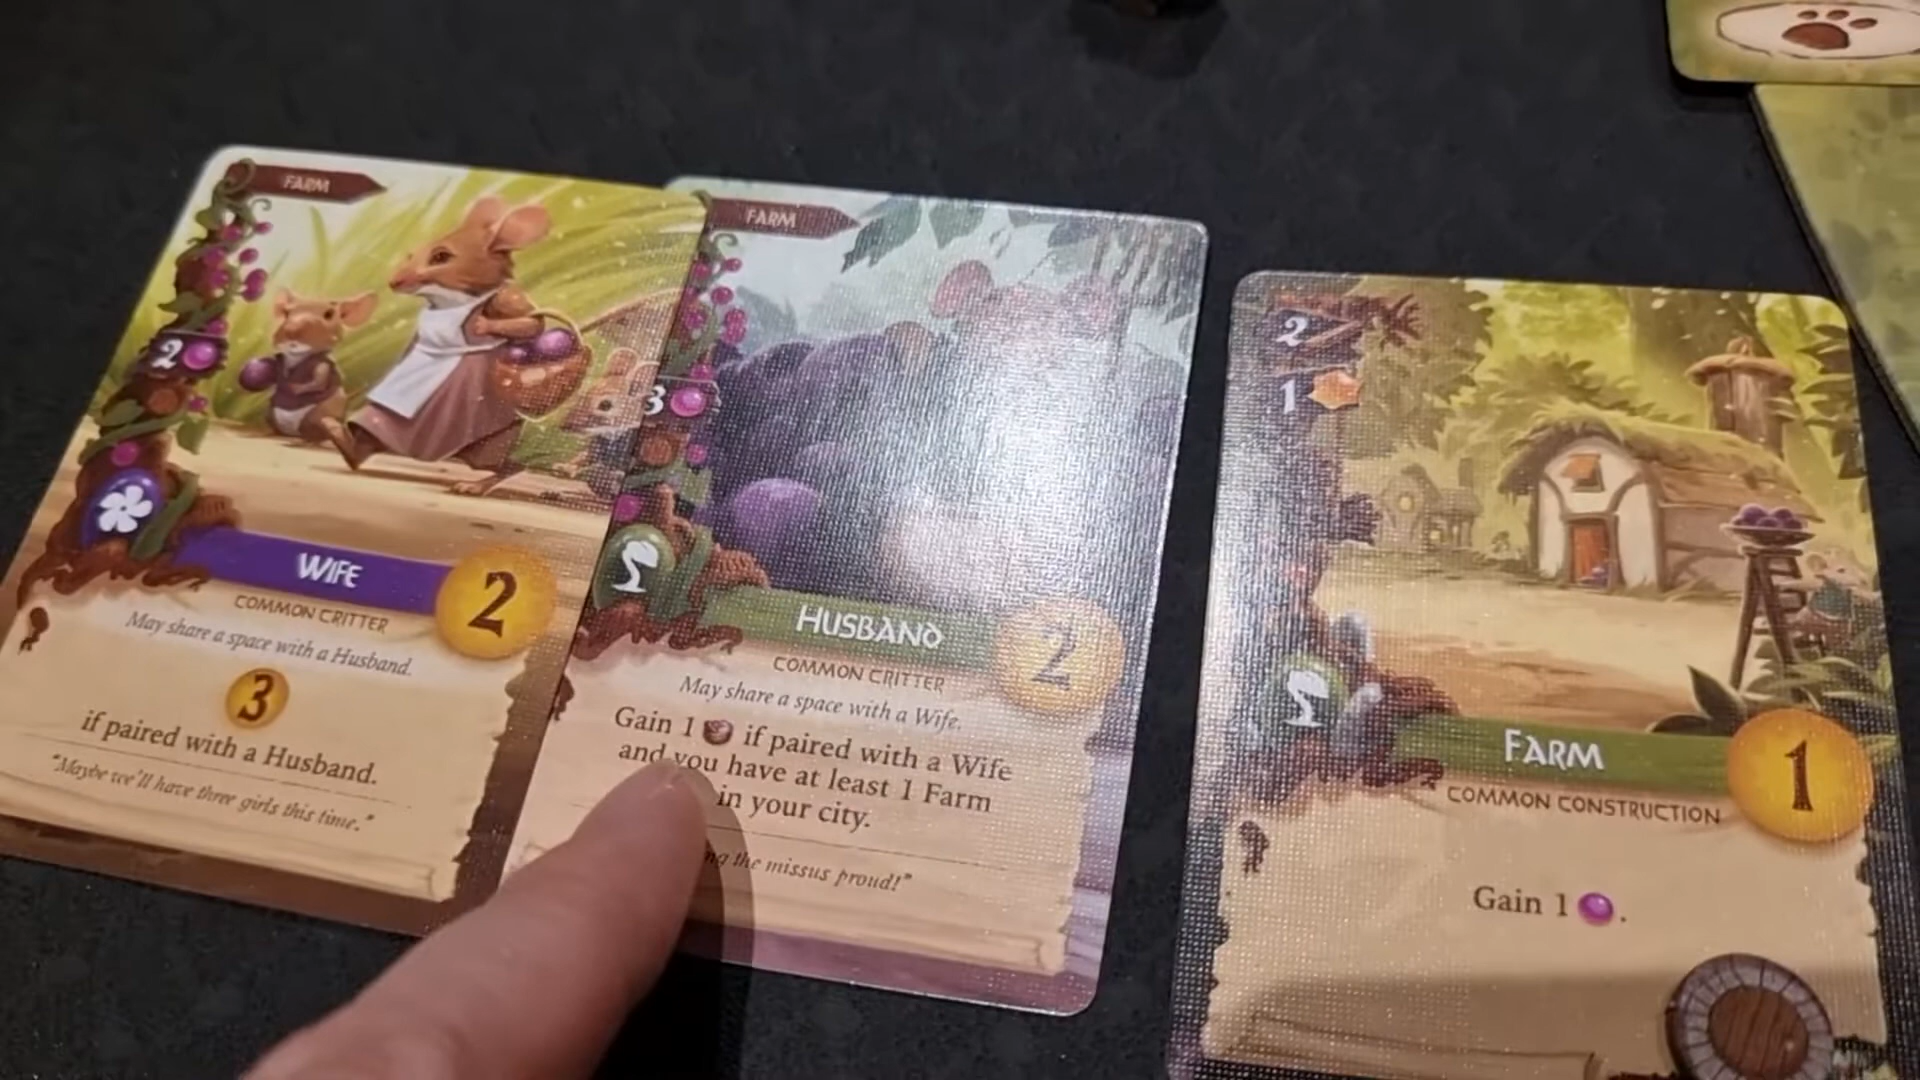 FARM
2
WIFE
2
COMMON CRITTER
May share a space with a Husband.
3
if paired with a Husband.
"Maybe we'll have three girls this time."
FARM
3
HUSBAND
2
COMMON CRITTER
May share a space with a Wife.
Gain 1 if paired with a Wife
and you have at least 1 Farm
in your city.
the missus proud!"
2
1
FARM
1
COMMON CONSTRUCTION
Gain 1 .